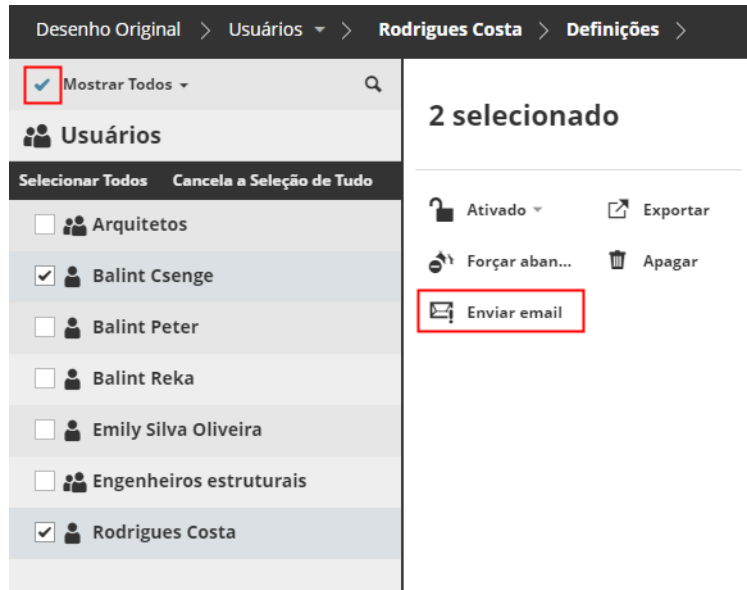 Desenho Original > Usuários > Rodrigues Costa > Definições >
Mostrar Todos
Usuários
Selecionar Todos Cancela a Seleção de Tudo
Arquitetos
Balint Csenge
Balint Peter
Balint Reka
Emily Silva Oliveira
Engenheiros estruturais
Rodrigues Costa
2 selecionado
Ativado Exportar
Forçar aban... Apagar
Enviar email